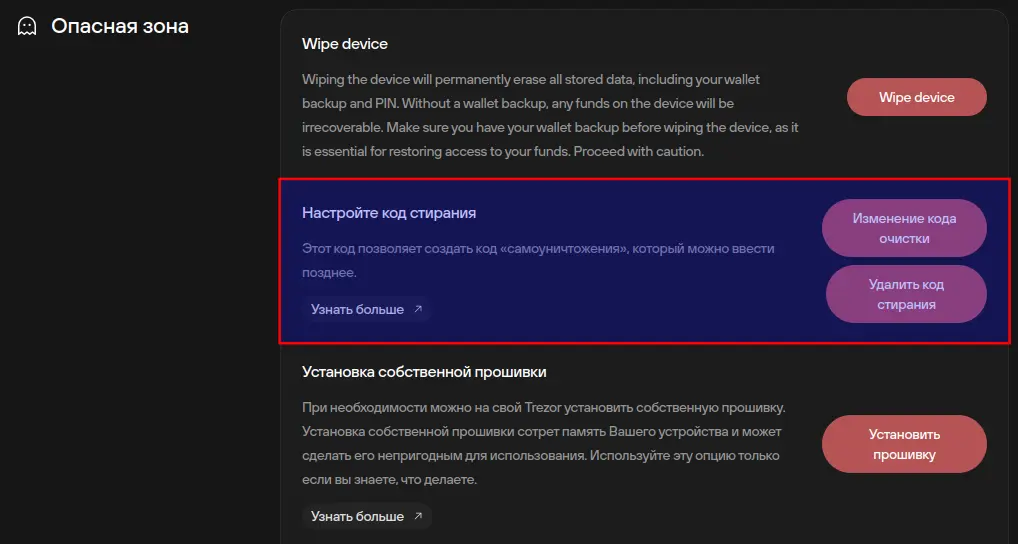 Опасная зона
Wipe device
Wiping the device will permanently erase all stored data, including your wallet
backup and PIN. Without a wallet backup, any funds on the device will be
irrecoverable. Make sure you have your wallet backup before wiping the device, as it
is essential for restoring access to your funds. Proceed with caution.
Wipe device
Настройте код стирания
Этот код позволяет создать код «самоуничтожения», который можно ввести
позднее.
Узнать больше
Изменение кода
очистки
Удалить код
стирания
Установка собственной прошивки
При необходимости можно на свой Trezor установить собственную прошивку.
Установка собственной прошивки сотрет память Вашего устройства и может
сделать его непригодным для использования. Используйте эту опцию только
если вы знаете, что делаете.
Узнать больше
Установить
прошивку